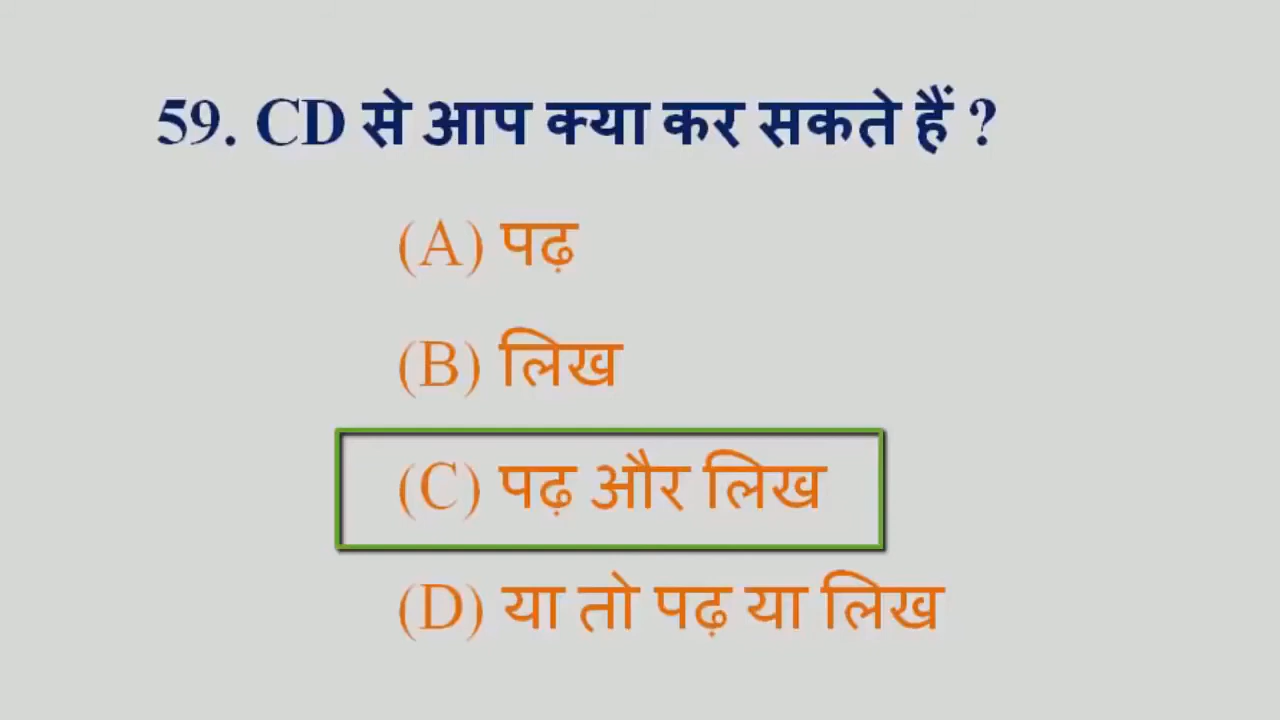 59. CD से आप क्या कर सकते हैं ?
(A) पढ़
(B) लिख
(C) पढ़ और लिख
(D) या तो पढ़ या लिख